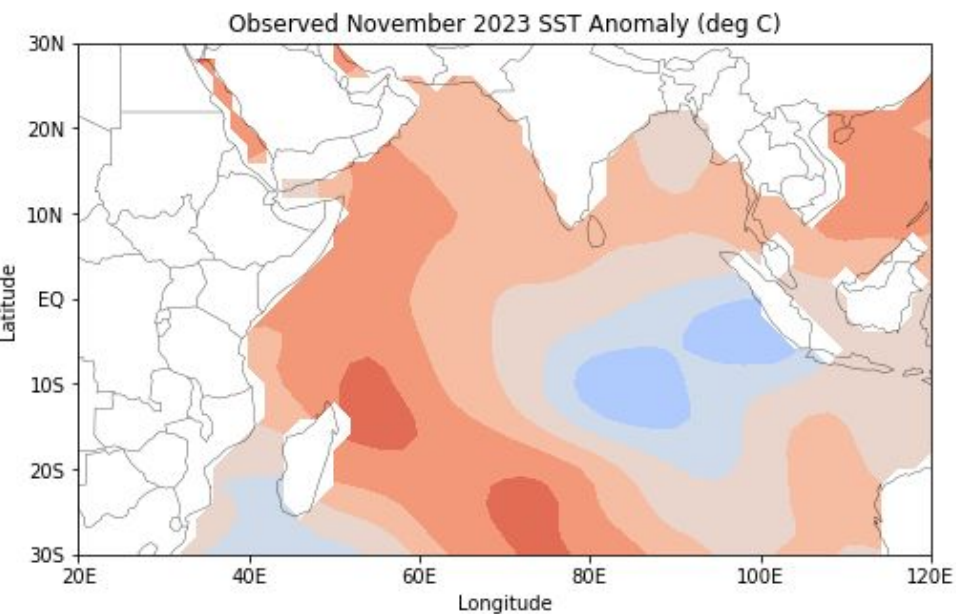 Observed November 2023 SST Anomaly (deg C)
30N
20N
10N
EQ
10S
20S
30S
Latitude
20E 40E 60E 80E 100E 120E
Longitude